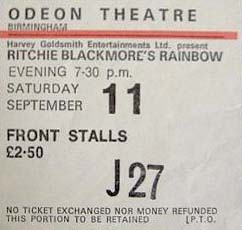 ODEON THEATRE
BIRMINGHAM
Harvey Goldsmith Entertainments Ltd. present
RITCHIE BLACKMORE'S RAINBOW
EVENING 7-30 p.m.
SATURDAY
SEPTEMBER 11
FRONT STALLS
£2·50
J 27
NO TICKET EXCHANGED NOR MONEY REFUNDED
THIS PORTION TO BE RETAINED [P.T.O.